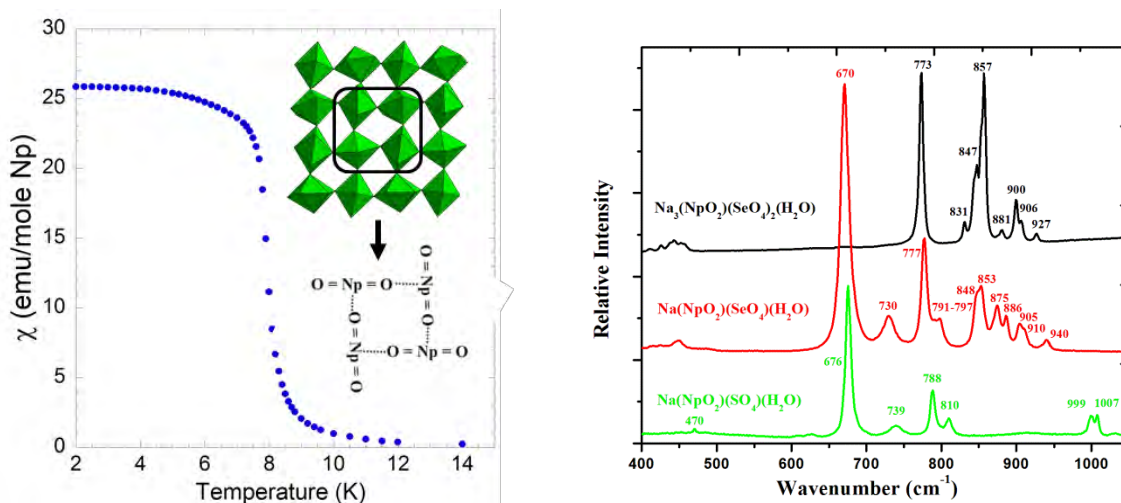 30
25
20
15
10
5
0
χ (emu/mole Np)
2 4 6 8 10 12 14
Temperature (K)
O = Np = O
O = Np = O
O = Np = O
O = Np = O
Relative Intensity
773
857
847
831
881
900
906
927
Na₃(NpO₂)(SeO₄)₂(H₂O)
670
730
777
791-797
848
853
875
886
905
910
940
Na(NpO₂)(SeO₄)(H₂O)
676
739
788
810
999
1007
470
Na(NpO₂)(SO₄)(H₂O)
400 500 600 700 800 900 1000
Wavenumber (cm⁻¹)